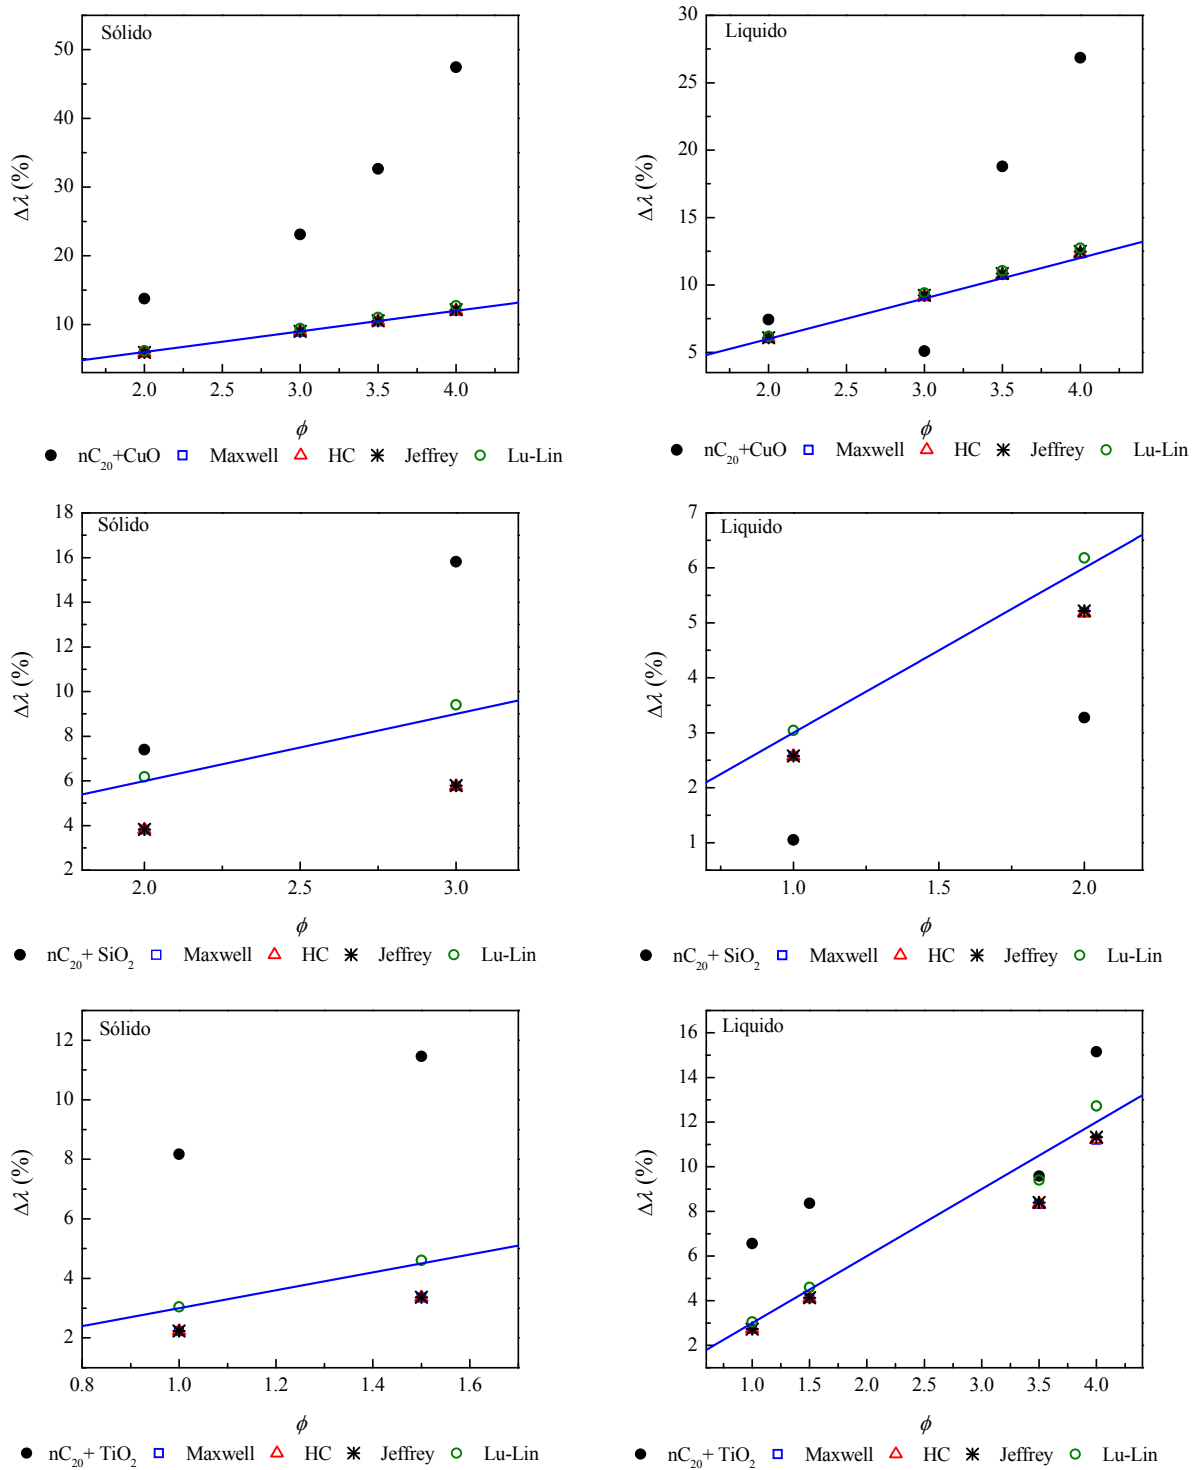 Sólido
50
40
30
20
10
Δλ (%)
2.0 2.5 3.0 3.5 4.0
ϕ
nC₂₀+CuO Maxwell HC Jeffrey Lu-Lin
Liquido
30
25
20
15
10
5
Δλ (%)
2.0 2.5 3.0 3.5 4.0
ϕ
nC₂₀+CuO Maxwell HC Jeffrey Lu-Lin
Sólido
18
16
14
12
10
8
6
4
2
Δλ (%)
2.0 2.5 3.0
ϕ
nC₂₀+ SiO₂ Maxwell HC Jeffrey Lu-Lin
Liquido
7
6
5
4
3
2
1
Δλ (%)
1.0 1.5 2.0
ϕ
nC₂₀+ SiO₂ Maxwell HC Jeffrey Lu-Lin
Sólido
12
10
8
6
4
2
Δλ (%)
0.8 1.0 1.2 1.4 1.6
ϕ
nC₂₀+ TiO₂ Maxwell HC Jeffrey Lu-Lin
Liquido
16
14
12
10
8
6
4
2
Δλ (%)
1.0 1.5 2.0 2.5 3.0 3.5 4.0
ϕ
nC₂₀+ TiO₂ Maxwell HC Jeffrey Lu-Lin